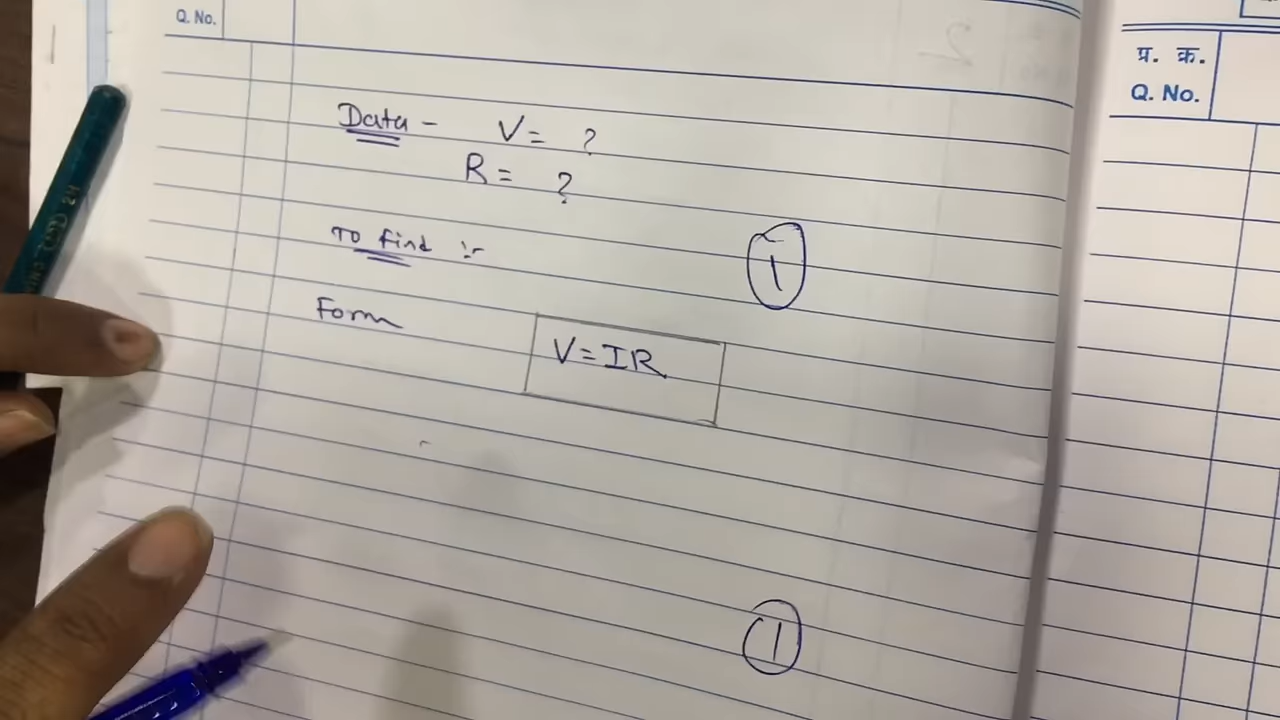 Q. No.
प्र. क्र.
Q. No.
Data - V = ?
R = ?
To find :-
1
Form
V = IR
1